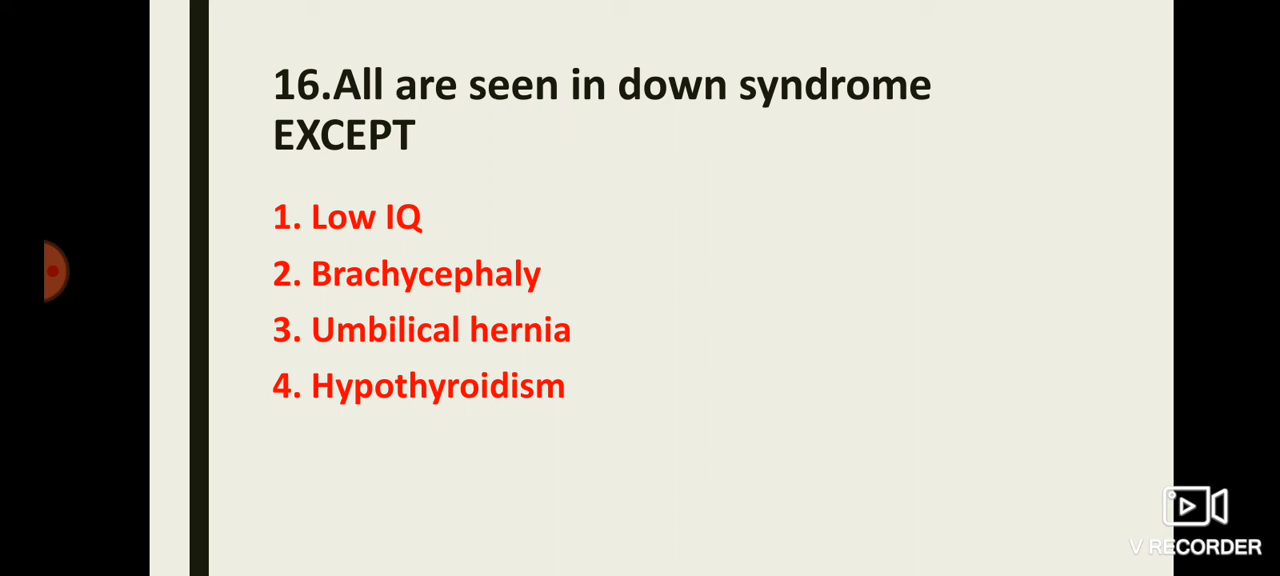 16.All are seen in down syndrome
EXCEPT
1. Low IQ
2. Brachycephaly
3. Umbilical hernia
4. Hypothyroidism
V RECORDER